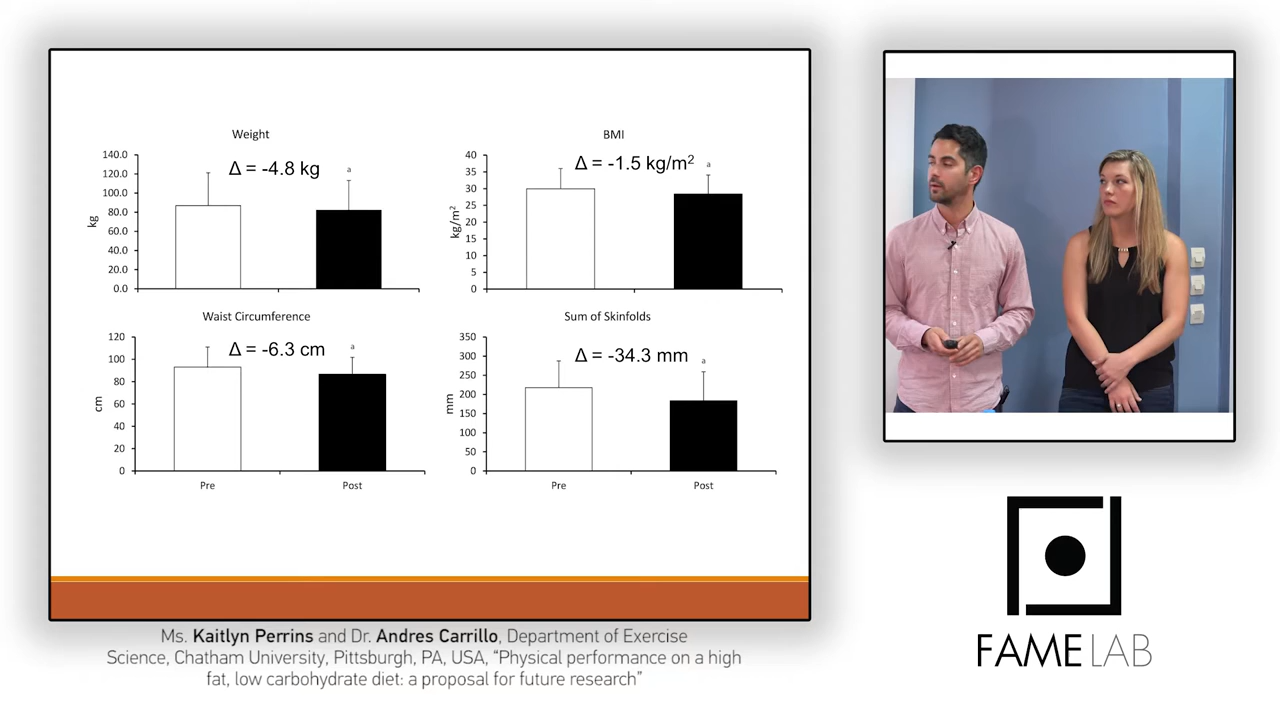 Weight
Δ = -4.8 kg
a
kg
140.0
120.0
100.0
80.0
60.0
40.0
20.0
0.0
BMI
Δ = -1.5 kg/m²
a
kg/m²
40
35
30
25
20
15
10
5
0
Waist Circumference
Δ = -6.3 cm
a
cm
120
100
80
60
40
20
0
Pre
Post
Sum of Skinfolds
Δ = -34.3 mm
a
mm
350
300
250
200
150
100
50
0
Pre
Post
Ms. Kaitlyn Perrins and Dr. Andres Carrillo, Department of Exercise
Science, Chatham University, Pittsburgh, PA, USA, “Physical performance on a high
fat, low carbohydrate diet: a proposal for future research”
FAME LAB